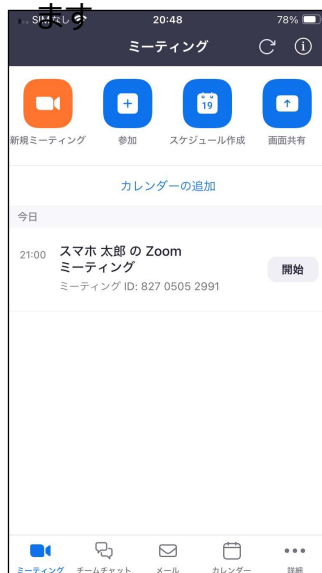 ます
SIMなし 20:48 78%
ミーティング
19
新規ミーティング 参加 スケジュール作成 画面共有
カレンダーの追加
今日
21:00 スマホ 太郎 の Zoom
ミーティング
開始
ミーティング ID: 827 0505 2991
ミーティング チームチャット メール カレンダー 詳細